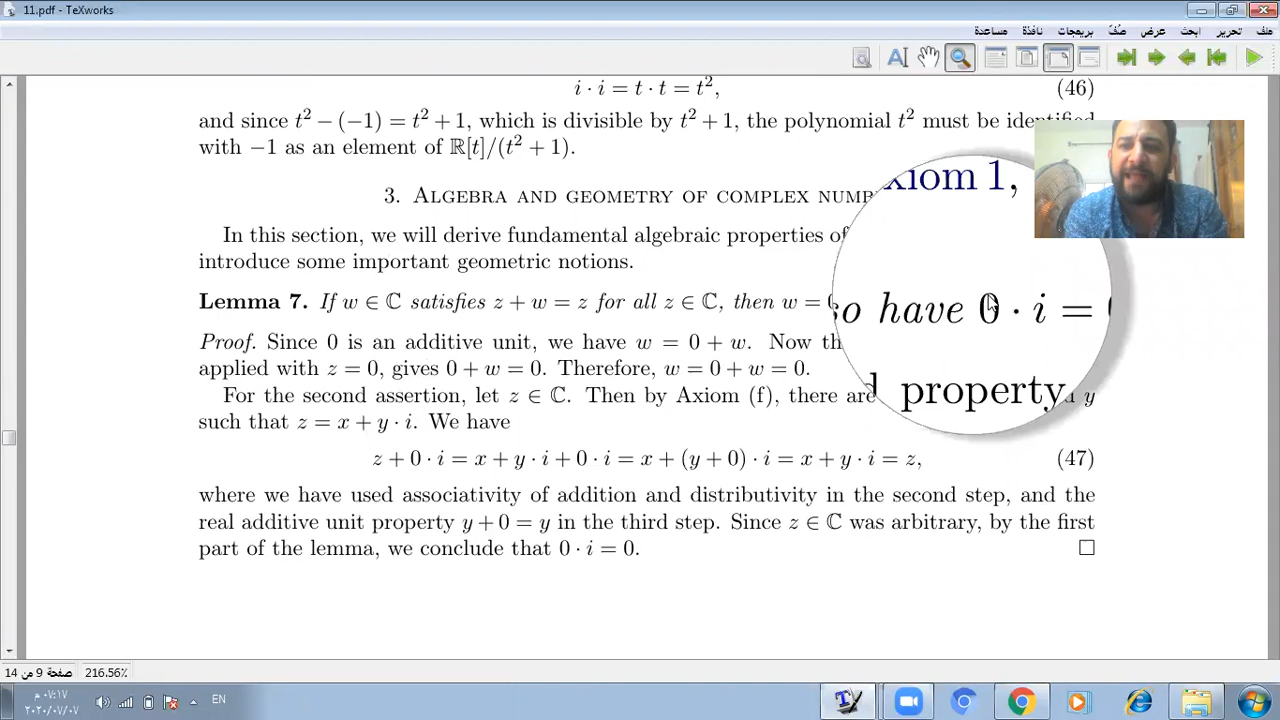 11.pdf - TeXworks
ملف تحرير ابحث عرض صُفّ بريمجات نافذة مساعدة
i · i = t · t = t², (46)
and since t² − (−1) = t² + 1, which is divisible by t² + 1, the polynomial t² must be identified
with −1 as an element of ℝ[t]/(t² + 1).
xiom 1,
3. Algebra and geometry of complex num
In this section, we will derive fundamental algebraic properties of
introduce some important geometric notions.
Lemma 7. If w ∈ ℂ satisfies z + w = z for all z ∈ ℂ, then w =
so have 0 · i =
Proof. Since 0 is an additive unit, we have w = 0 + w. Now th
applied with z = 0, gives 0 + w = 0. Therefore, w = 0 + w = 0.
property
For the second assertion, let z ∈ ℂ. Then by Axiom (f), there are y
such that z = x + y · i. We have
z + 0 · i = x + y · i + 0 · i = x + (y + 0) · i = x + y · i = z, (47)
where we have used associativity of addition and distributivity in the second step, and the
real additive unit property y + 0 = y in the third step. Since z ∈ ℂ was arbitrary, by the first
part of the lemma, we conclude that 0 · i = 0. □
216.56% صفحة 9 من 14
EN
٠٧:١٧ م
٢٠٢٠/٠٧/٠٧